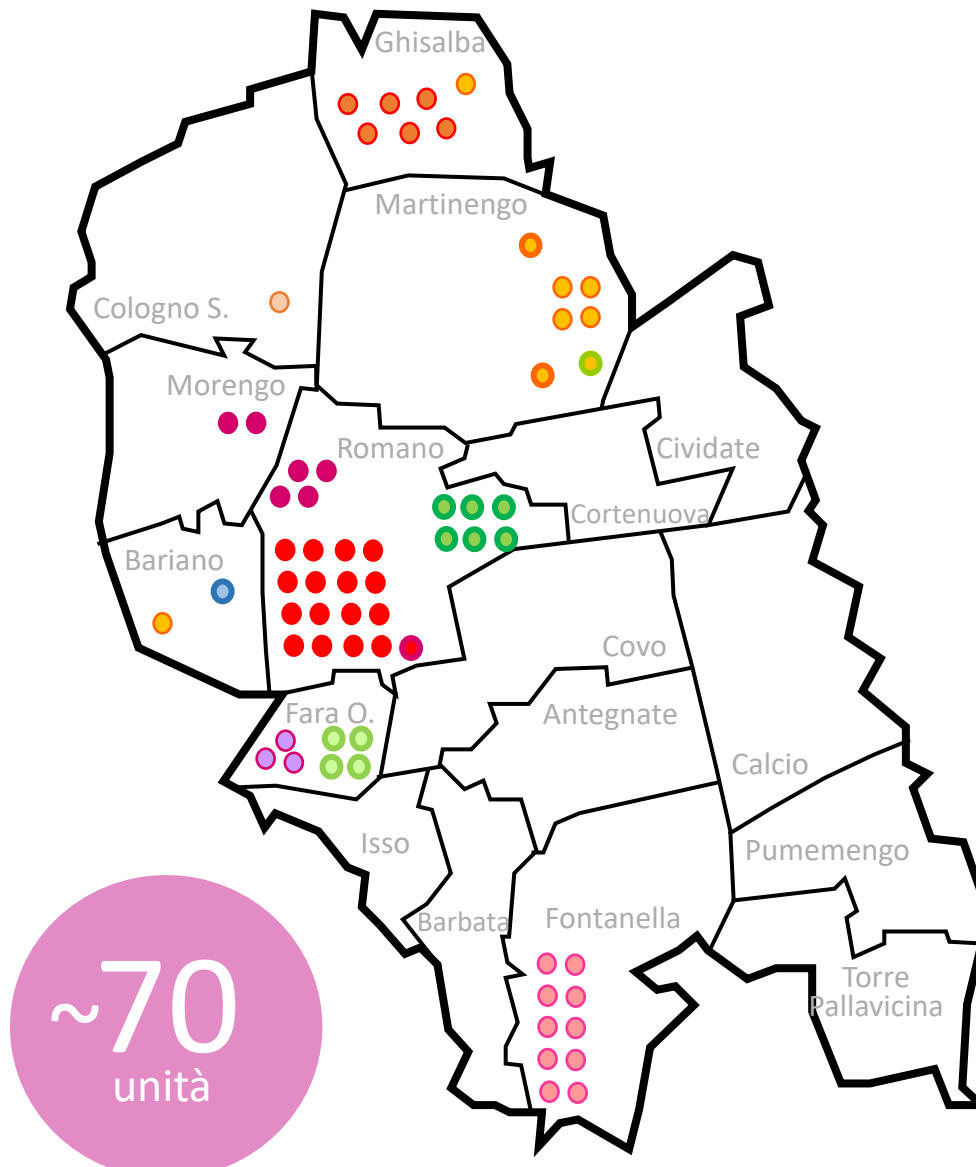 Ghisalba
Martinengo
Cologno S.
Morengo
Romano
Cividate
Cortenuova
Bariano
Covo
Fara O.
Antegnate
Calcio
Isso
Pumemengo
Barbata
Fontanella
Torre
Pallavicina
~70
unità